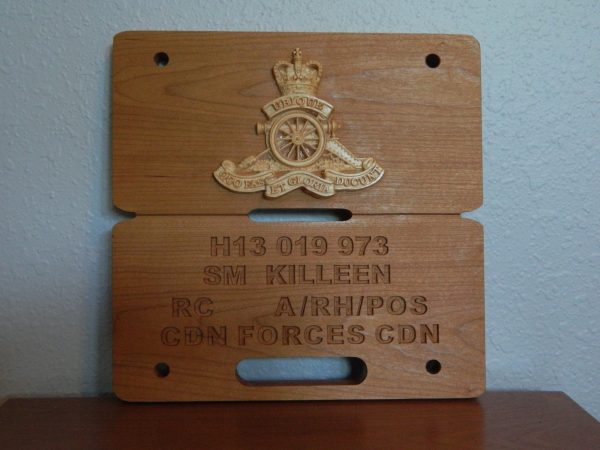 UBIQUE
QUO FAS ET GLORIA DUCUNT
H13 019 973
SM KILLEEN
RC A/RH/POS
CDN FORCES CDN